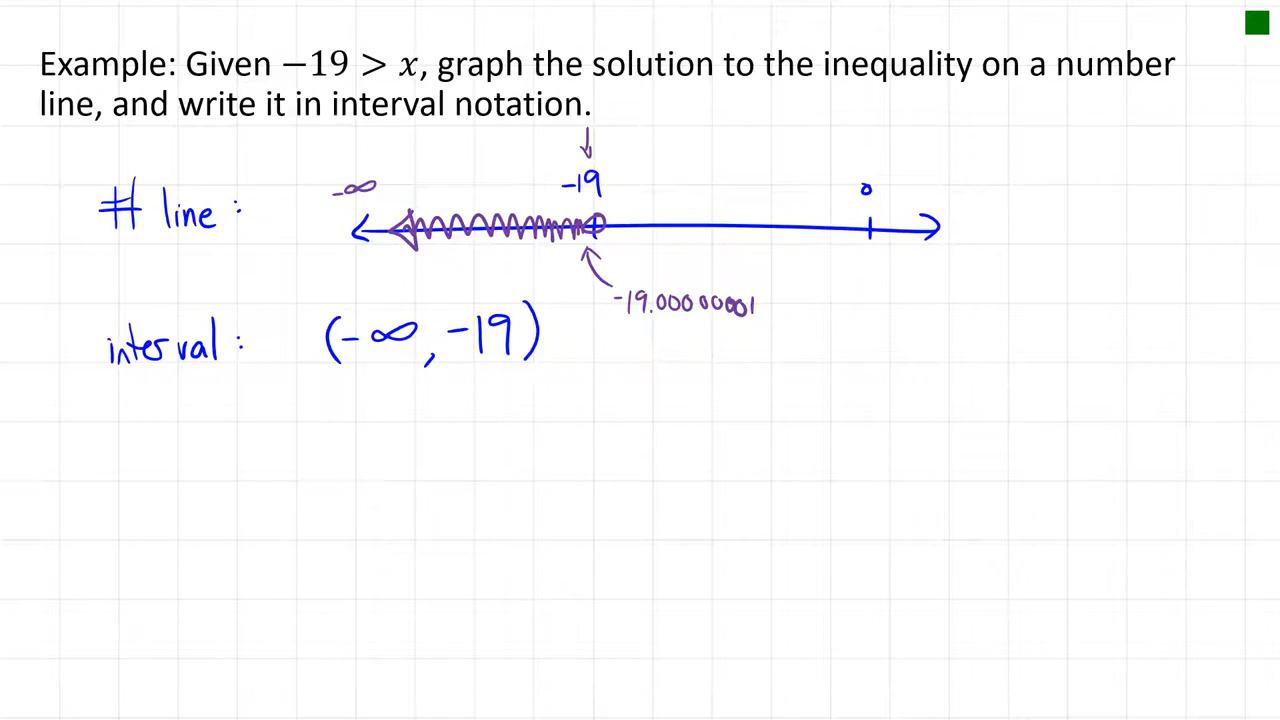 Example: Given −19 > x, graph the solution to the inequality on a number
line, and write it in interval notation.
-∞
-19
0
# line:
-19.00000001
interval: (-∞, -19)